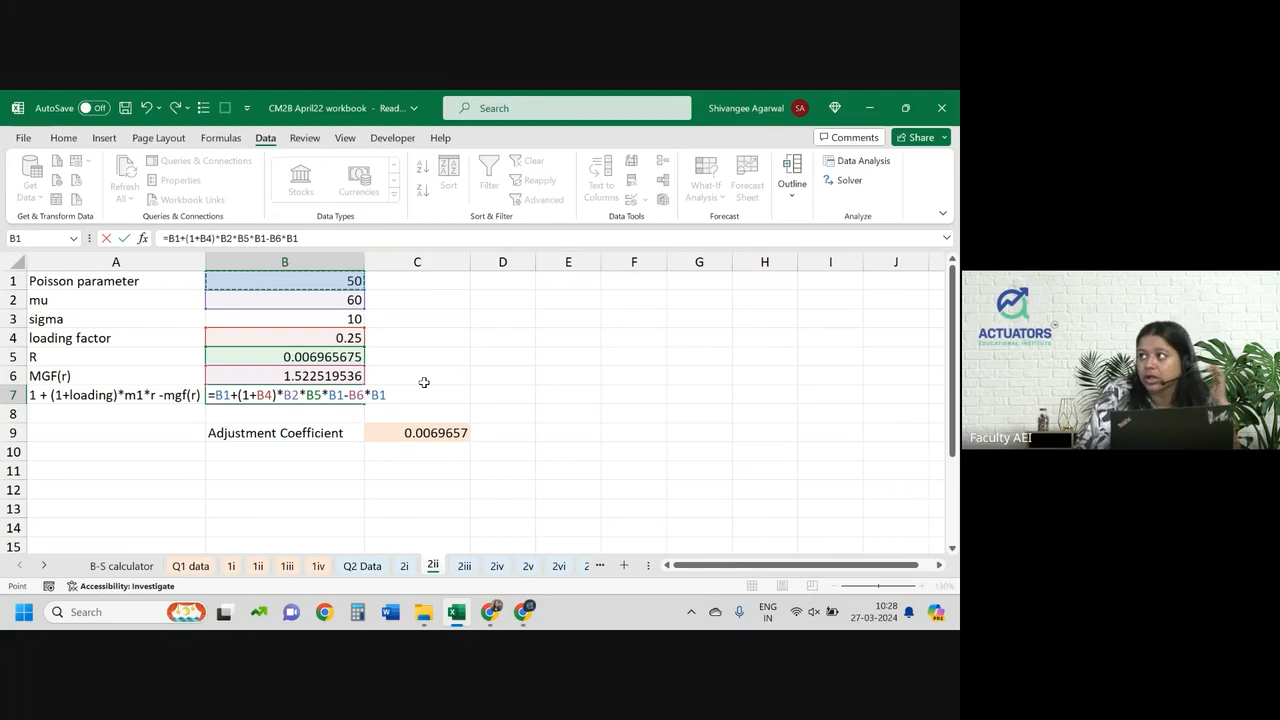 AutoSave Off CM2B April22 workbook - Read... Search Shivangee Agarwal SA
File Home Insert Page Layout Formulas Data Review View Developer Help Comments Share
Get Data Refresh All Queries & Connections Properties Workbook Links Stocks Currencies Sort Filter Clear Reapply Advanced Text to Columns What-If Analysis Forecast Sheet Outline Data Analysis Solver
Get & Transform Data Queries & Connections Data Types Sort & Filter Data Tools Forecast Analyze
B1 fx =B1+(1+B4)*B2*B5*B1-B6*B1
A B C D E F G H I J
1 Poisson parameter 50
2 mu 60
3 sigma 10
4 loading factor 0.25
5 R 0.006965675
6 MGF(r) 1.522519536
7 1 + (1+loading)*m1*r -mgf(r) =B1+(1+B4)*B2*B5*B1-B6*B1
8
9 Adjustment Coefficient 0.0069657
10
11
12
13
14
15
B-S calculator Q1 data 1i 1ii 1iii 1iv Q2 Data 2i 2ii 2iii 2iv 2v 2vi 2 ...
Point Accessibility: Investigate 130%
Search ENG IN 10:28 27-03-2024
ACTUATORS
EDUCATIONAL INSTITUTE
Faculty AEI